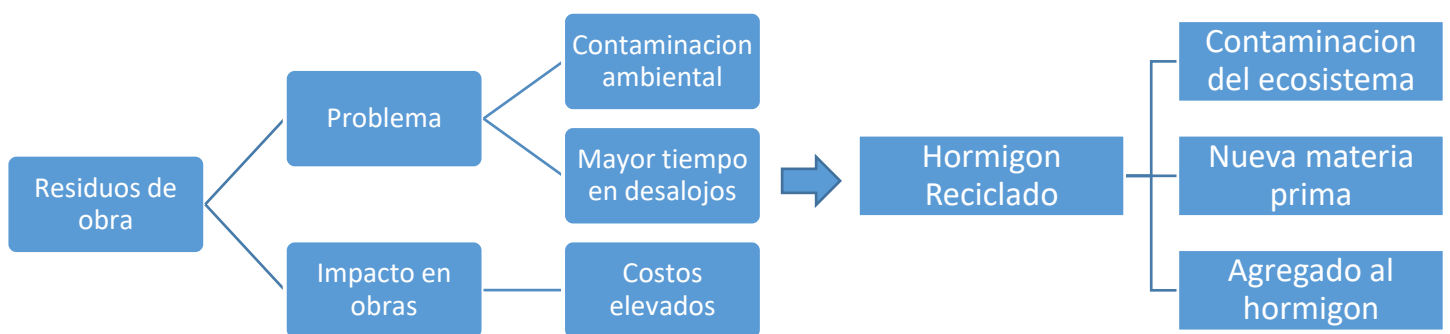 Residuos de
obra
Problema
Impacto en
obras
Contaminacion
ambiental
Mayor tiempo
en desalojos
Costos
elevados
Hormigon
Reciclado
Contaminacion
del ecosistema
Nueva materia
prima
Agregado al
hormigon